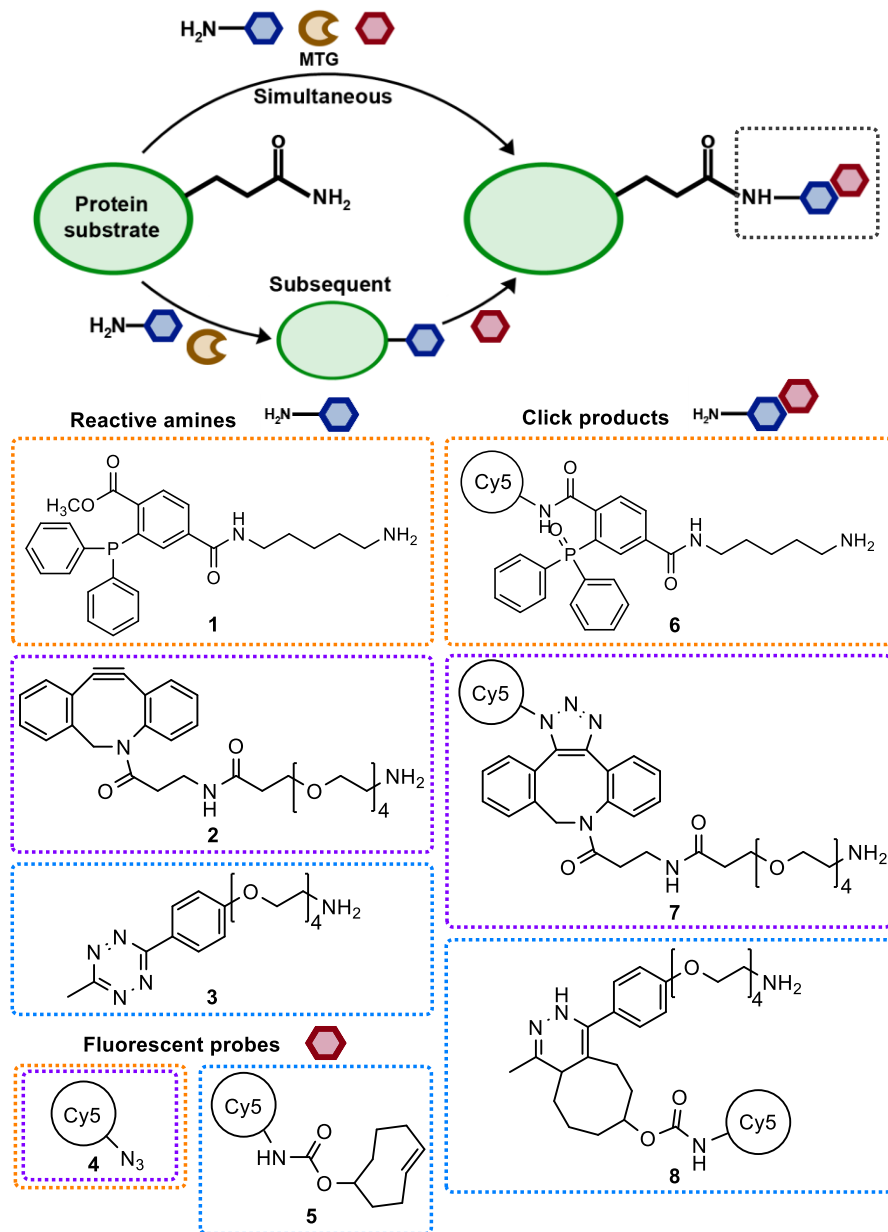 H₂N
MTG
Simultaneous
O
NH₂
Protein
substrate
O
NH
Subsequent
H₂N
Reactive amines
H₂N
Click products
H₂N
O
H₃CO
P
H
N
O
NH₂
1
Cy5
O
N
H
O
P
H
N
O
NH₂
6
N
O
N
H
O
O
4
NH₂
2
Cy5
N
N
N
N
O
N
H
O
O
4
NH₂
7
O
4
NH₂
N
N
N
N
3
O
4
NH₂
H
N
N
O
O
N
H
Cy5
8
Fluorescent probes
Cy5
N₃
4
Cy5
HN
O
O
5